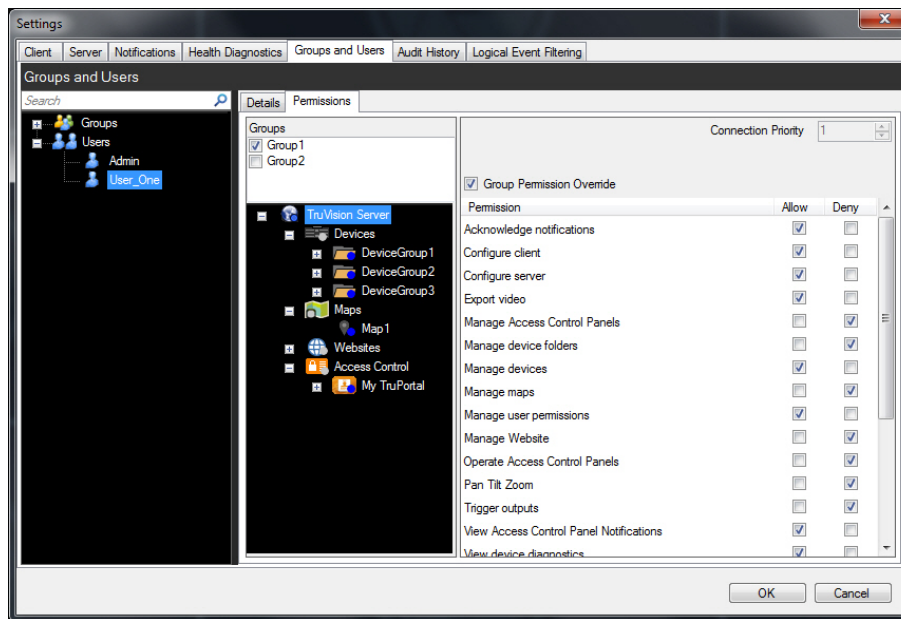 Settings
Client Server Notifications Health Diagnostics Groups and Users Audit History Logical Event Filtering
Groups and Users
Search
Groups
Users
Admin
User_One
Details Permissions
Groups
Group1
Group2
TruVision Server
Devices
DeviceGroup1
DeviceGroup2
DeviceGroup3
Maps
Map1
Websites
Access Control
My TruPortal
Connection Priority 1
Group Permission Override
Permission Allow Deny
Acknowledge notifications
Configure client
Configure server
Export video
Manage Access Control Panels
Manage device folders
Manage devices
Manage maps
Manage user permissions
Manage Website
Operate Access Control Panels
Pan Tilt Zoom
Trigger outputs
View Access Control Panel Notifications
View device diagnostics
OK Cancel